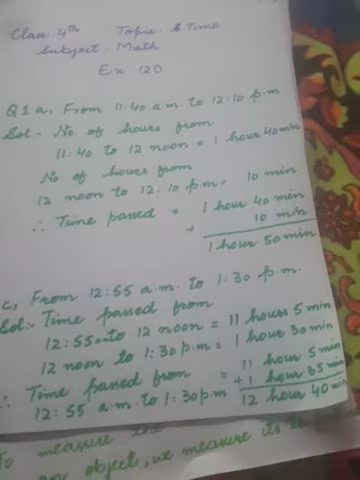 Class 4th Topic: Time
Subject. Math
Ex 12D
Q1 a, From 11:40 a.m. to 12:10 p.m
Sol- No. of hours from
11:40 to 12 noon = 1 hour 40 min
No. of hours from
12 noon to 12:10 p.m = 10 min
∴ Time passed = 1 hour 40 min
+ 10 min
1 hour 50 min
c, From 12:55 a.m. to 1:30 p.m.
Sol:- Time passed from
12:55 to 12 noon = 11 hours 5 min
12 noon to 1:30 p.m = 1 hour 30 min
∴ Time passed from = 11 hour 5 min
12:55 a.m. to 1:30 p.m + 1 hour 35 min
12 hour 40 min
To measure the
an object, we measure its